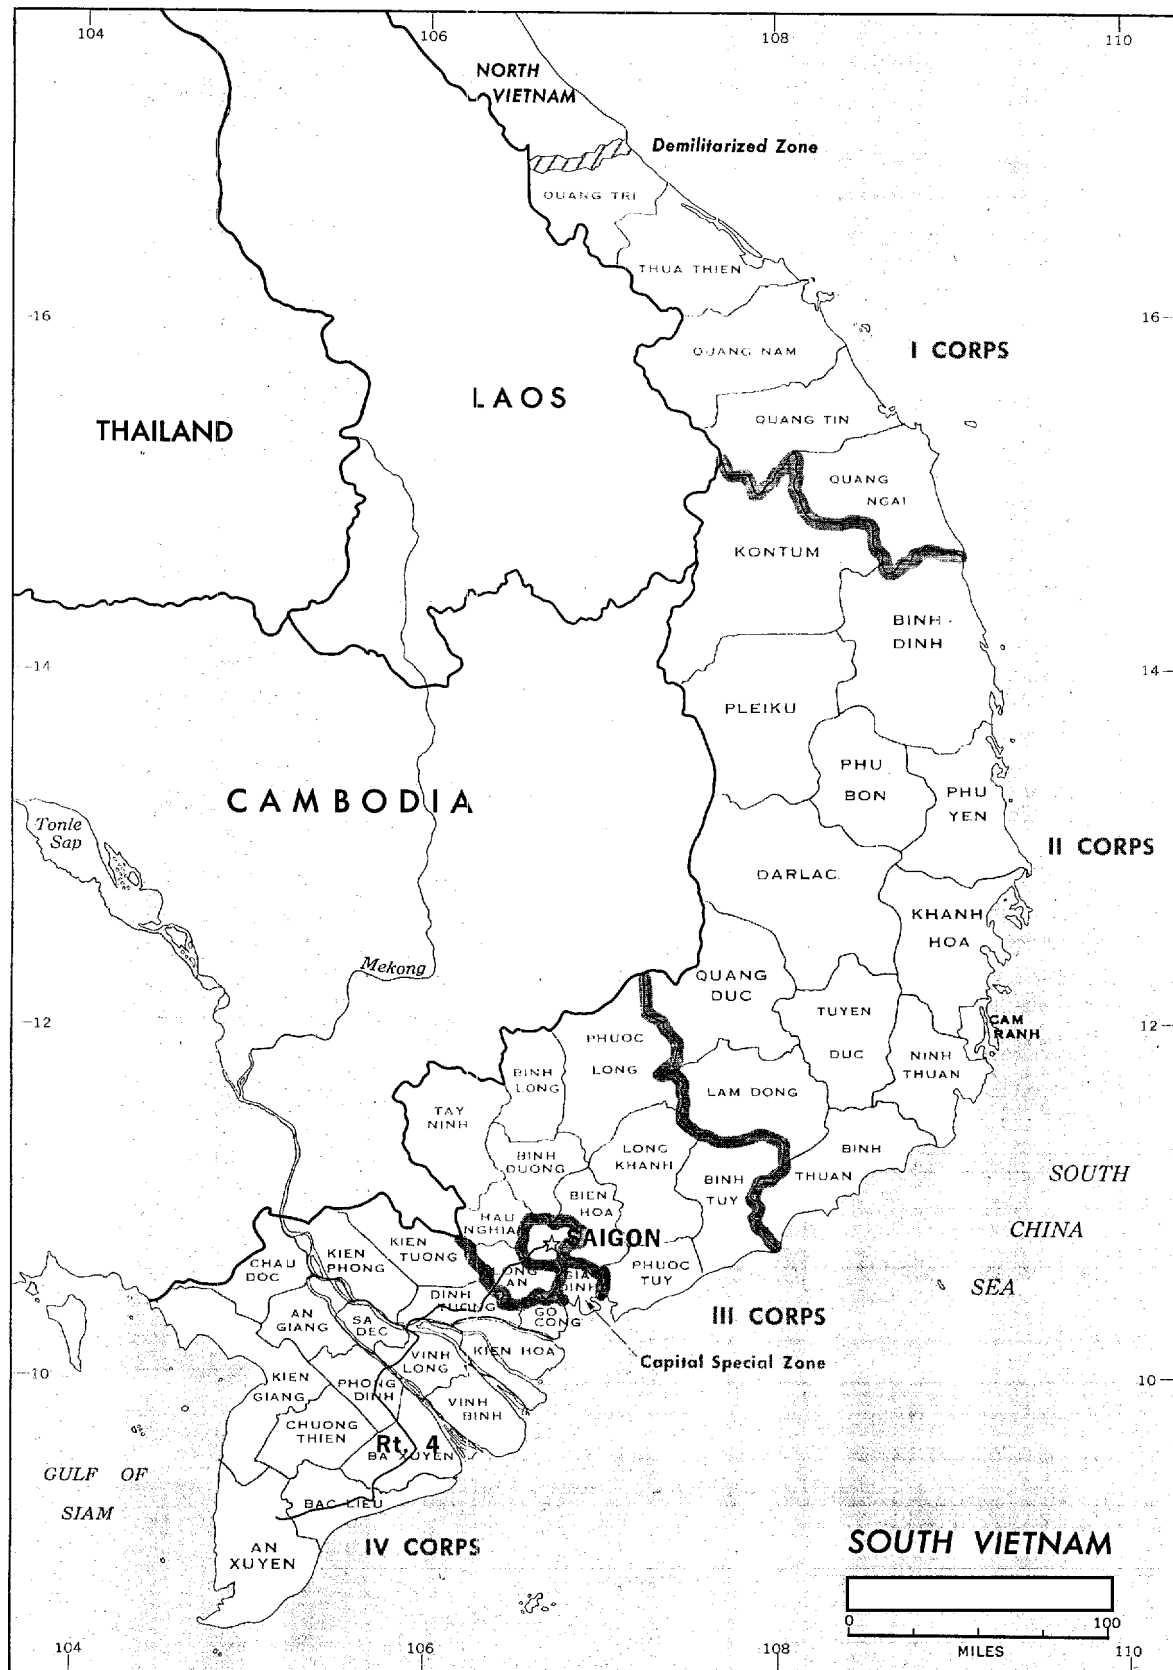 104
106
108
110
NORTH
VIETNAM
Demilitarized Zone
QUANG TRI
THUA THIEN
-16
16-
QUANG NAM
I CORPS
LAOS
THAILAND
QUANG TIN
QUANG
NGAI
KONTUM
BINH
DINH
-14
14-
PLEIKU
PHU
BON
PHU
YEN
CAMBODIA
Tonle
Sap
II CORPS
DARLAC
KHANH
HOA
Mekong
QUANG
DUC
-12
12-
TUYEN
DUC
CAM
RANH
PHUOC
LONG
BINH
LONG
NINH
THUAN
LAM DONG
TAY
NINH
LONG
KHANH
BINH
DUONG
BINH
THUAN
BINH
TUY
SOUTH
CHINA
SEA
BIEN
HOA
HAU
NGHIA
SAIGON
KIEN
TUONG
KIEN
PHONG
CHAU
DOC
LONG
AN
GIA
DINH
PHUOC
TUY
DINH
TUONG
GO
CONG
AN
GIANG
SA
DEC
III CORPS
KIEN HOA
VINH
LONG
Capital Special Zone
-10
10-
KIEN
GIANG
PHONG
DINH
VINH
BINH
CHUONG
THIEN
Rt. 4
BA XUYEN
GULF OF
SIAM
BAC LIEU
AN
XUYEN
IV CORPS
SOUTH VIETNAM
0
100
MILES
104
106
108
110